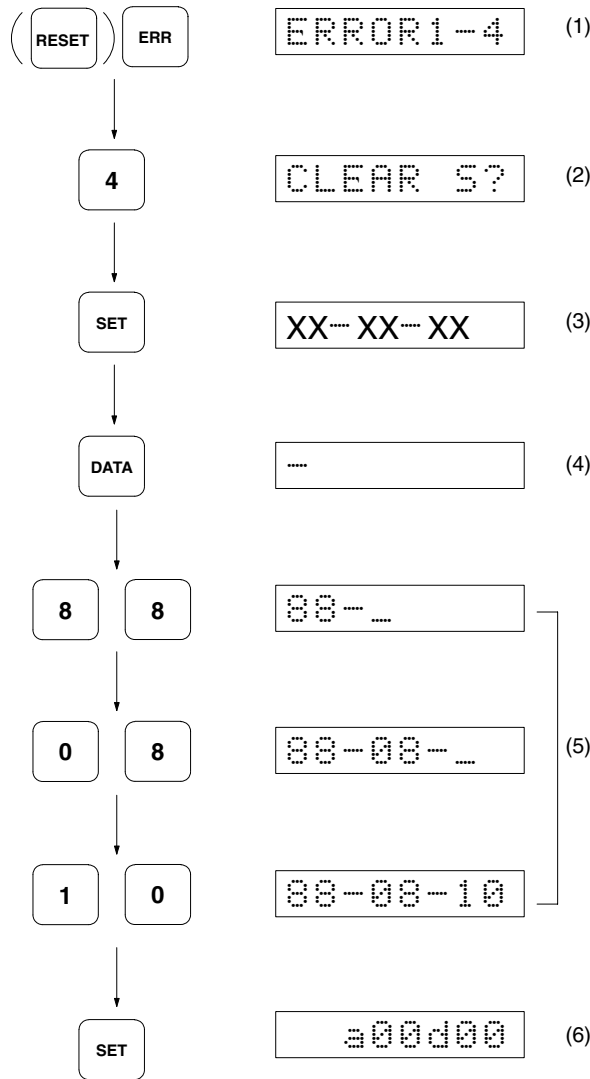 ( RESET ) ERR ERROR1-4 (1)
4 CLEAR S? (2)
SET XX-XX-XX (3)
DATA - (4)
8 8 88-_
0 8 88-08-_ (5)
1 0 88-08-10
SET a00d00 (6)